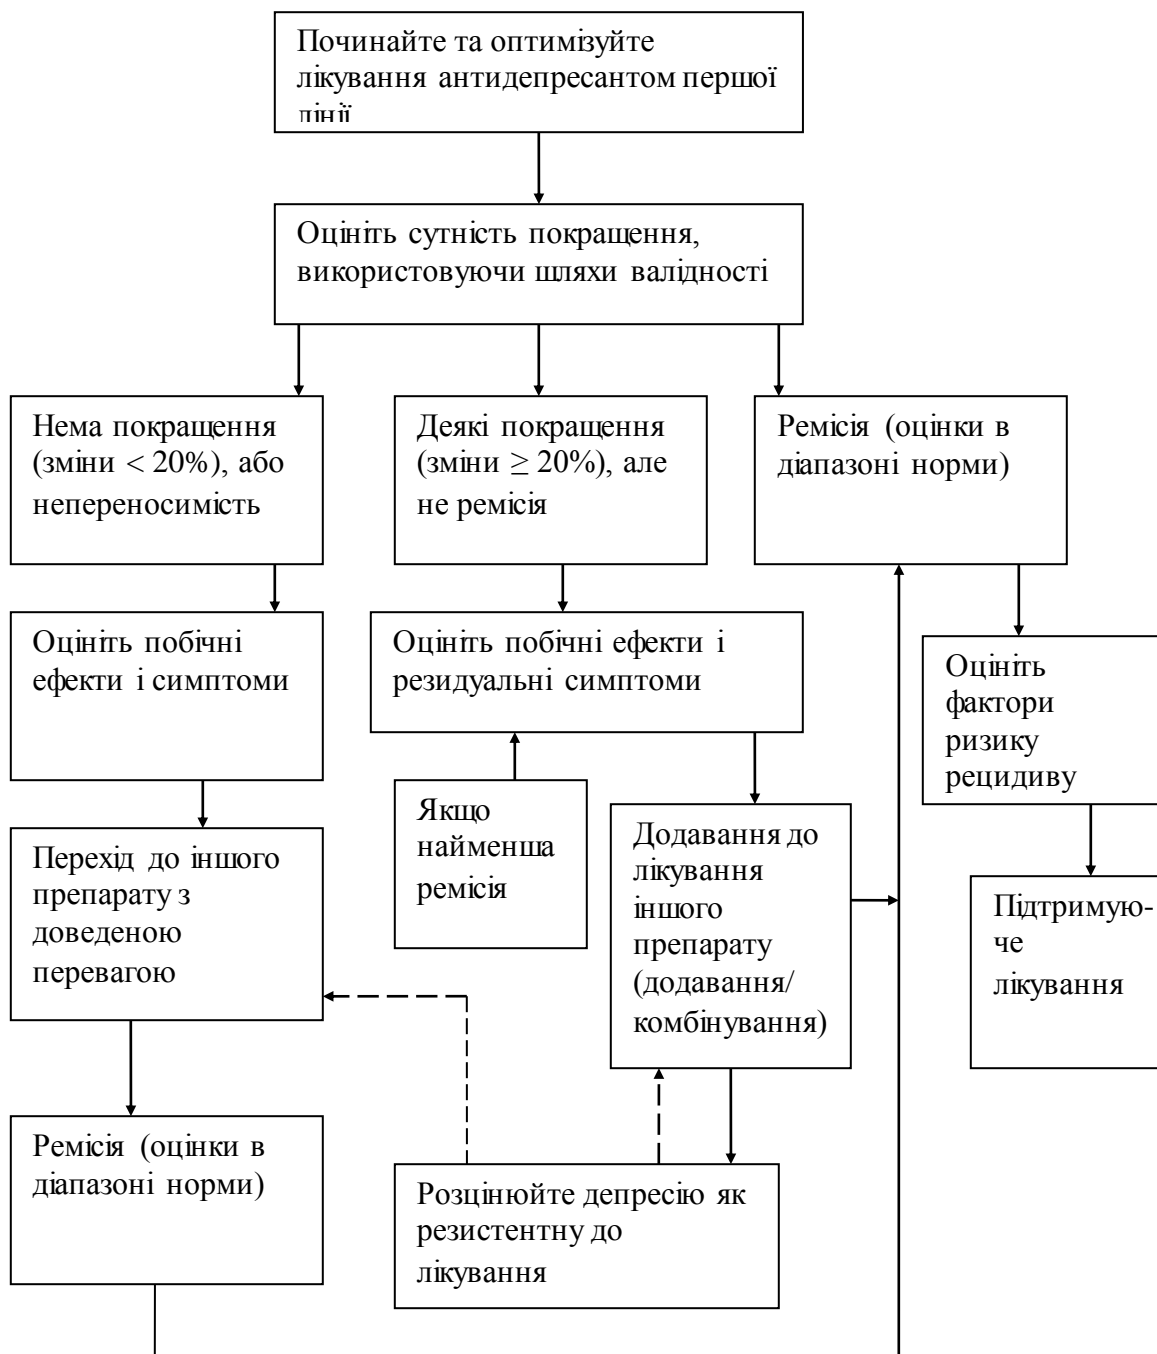 Починайте та оптимізуйте
лікування антидепресантом першої
лінії
Оцініть сутність покращення,
використовуючи шляхи валідності
Нема покращення
(зміни < 20%), або
непереносимість
Деякі покращення
(зміни ≥ 20%), але
не ремісія
Ремісія (оцінки в
діапазоні норми)
Оцініть побічні
ефекти і симптоми
Оцініть побічні ефекти і
резидуальні симптоми
Оцініть
фактори
ризику
рецидиву
Якщо
найменша
ремісія
Додавання до
лікування
іншого
препарату
(додавання/
комбінування)
Перехід до іншого
препарату з
доведеною
перевагою
Підтримую-
че
лікування
Ремісія (оцінки в
діапазоні норми)
Розцінюйте депресію як
резистентну до
лікування